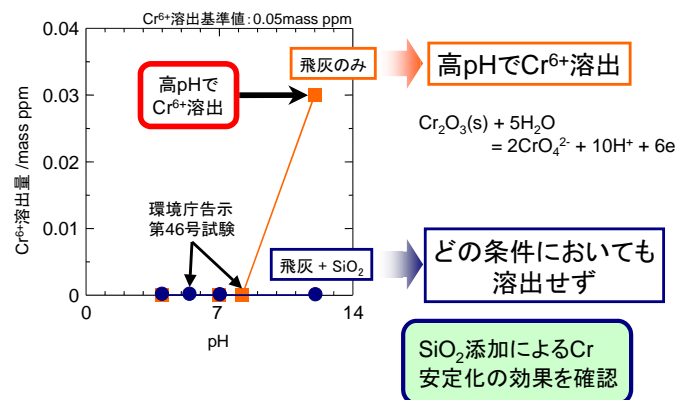 Cr⁶⁺溶出基準値：0.05mass ppm
0.04
0.03
0.02
0.01
0
Cr⁶⁺溶出量 /mass ppm
飛灰のみ
高pHで
Cr⁶⁺溶出
環境庁告示
第46号試験
飛灰 + SiO₂
0
7
14
pH
高pHでCr⁶⁺溶出
Cr₂O₃(s) + 5H₂O
= 2CrO₄²⁻ + 10H⁺ + 6e
どの条件においても
溶出せず
SiO₂添加によるCr
安定化の効果を確認